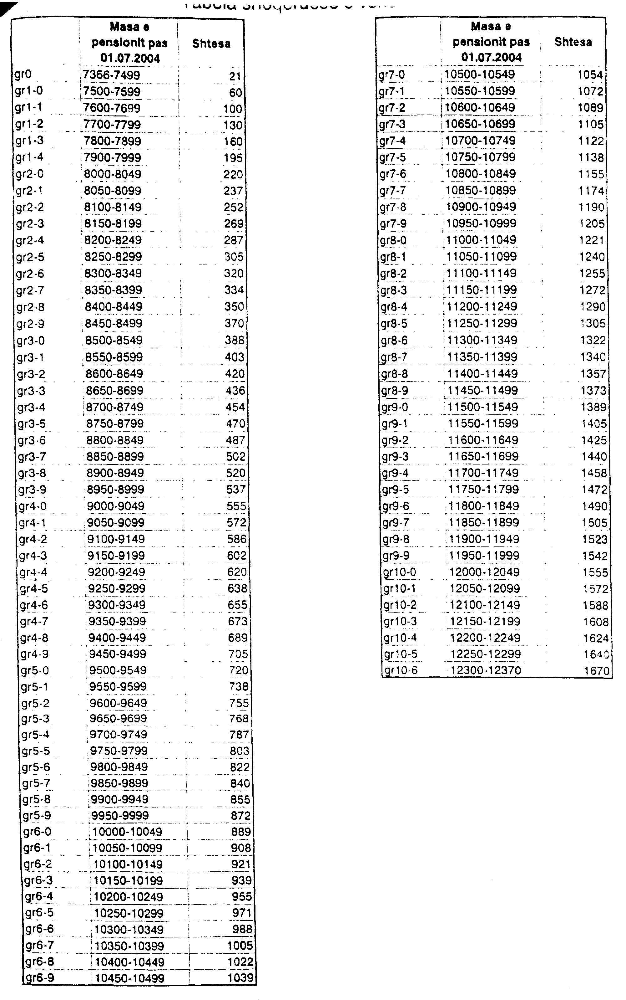 Tabela shoqëruese e
Masa e
pensionit pas
01.07.2004
Shtesa
gr0 7366-7499 21
gr1-0 7500-7599 60
gr1-1 7600-7699 100
gr1-2 7700-7799 130
gr1-3 7800-7899 160
gr1-4 7900-7999 195
gr2-0 8000-8049 220
gr2-1 8050-8099 237
gr2-2 8100-8149 252
gr2-3 8150-8199 269
gr2-4 8200-8249 287
gr2-5 8250-8299 305
gr2-6 8300-8349 320
gr2-7 8350-8399 334
gr2-8 8400-8449 350
gr2-9 8450-8499 370
gr3-0 8500-8549 388
gr3-1 8550-8599 403
gr3-2 8600-8649 420
gr3-3 8650-8699 436
gr3-4 8700-8749 454
gr3-5 8750-8799 470
gr3-6 8800-8849 487
gr3-7 8850-8899 502
gr3-8 8900-8949 520
gr3-9 8950-8999 537
gr4-0 9000-9049 555
gr4-1 9050-9099 572
gr4-2 9100-9149 586
gr4-3 9150-9199 602
gr4-4 9200-9249 620
gr4-5 9250-9299 638
gr4-6 9300-9349 655
gr4-7 9350-9399 673
gr4-8 9400-9449 689
gr4-9 9450-9499 705
gr5-0 9500-9549 720
gr5-1 9550-9599 738
gr5-2 9600-9649 755
gr5-3 9650-9699 768
gr5-4 9700-9749 787
gr5-5 9750-9799 803
gr5-6 9800-9849 822
gr5-7 9850-9899 840
gr5-8 9900-9949 855
gr5-9 9950-9999 872
gr6-0 10000-10049 889
gr6-1 10050-10099 908
gr6-2 10100-10149 921
gr6-3 10150-10199 939
gr6-4 10200-10249 955
gr6-5 10250-10299 971
gr6-6 10300-10349 988
gr6-7 10350-10399 1005
gr6-8 10400-10449 1022
gr6-9 10450-10499 1039
Masa e
pensionit pas
01.07.2004
Shtesa
gr7-0 10500-10549 1054
gr7-1 10550-10599 1072
gr7-2 10600-10649 1089
gr7-3 10650-10699 1105
gr7-4 10700-10749 1122
gr7-5 10750-10799 1138
gr7-6 10800-10849 1155
gr7-7 10850-10899 1174
gr7-8 10900-10949 1190
gr7-9 10950-10999 1205
gr8-0 11000-11049 1221
gr8-1 11050-11099 1240
gr8-2 11100-11149 1255
gr8-3 11150-11199 1272
gr8-4 11200-11249 1290
gr8-5 11250-11299 1305
gr8-6 11300-11349 1322
gr8-7 11350-11399 1340
gr8-8 11400-11449 1357
gr8-9 11450-11499 1373
gr9-0 11500-11549 1389
gr9-1 11550-11599 1405
gr9-2 11600-11649 1425
gr9-3 11650-11699 1440
gr9-4 11700-11749 1458
gr9-5 11750-11799 1472
gr9-6 11800-11849 1490
gr9-7 11850-11899 1505
gr9-8 11900-11949 1523
gr9-9 11950-11999 1542
gr10-0 12000-12049 1555
gr10-1 12050-12099 1572
gr10-2 12100-12149 1588
gr10-3 12150-12199 1608
gr10-4 12200-12249 1624
gr10-5 12250-12299 1640
gr10-6 12300-12370 1670